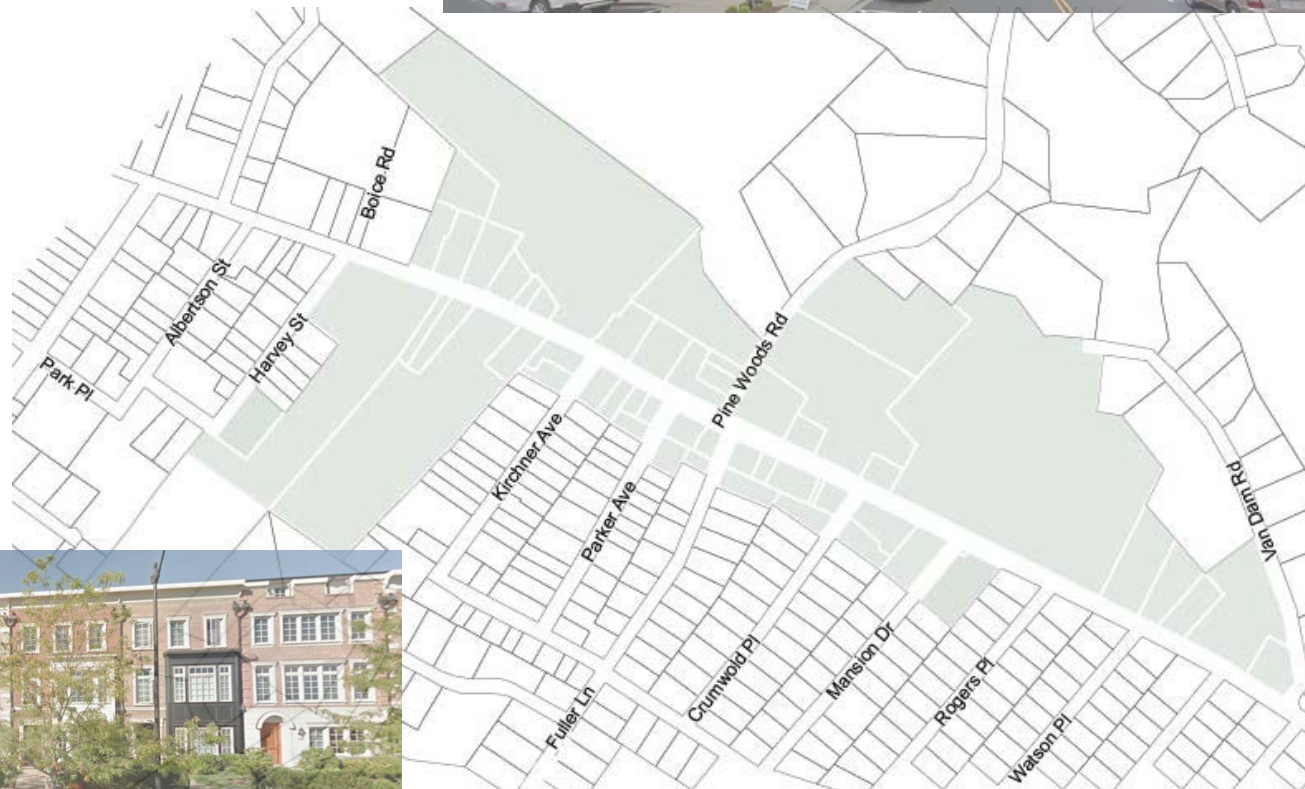 Boice Rd
Albertson St
Harvey St
Park Pl
Pine Woods Rd
Kirchner Ave
Parker Ave
Van Dam Rd
Fuller Ln
Crumwold Pl
Mansion Dr
Rogers Pl
Watson Pl